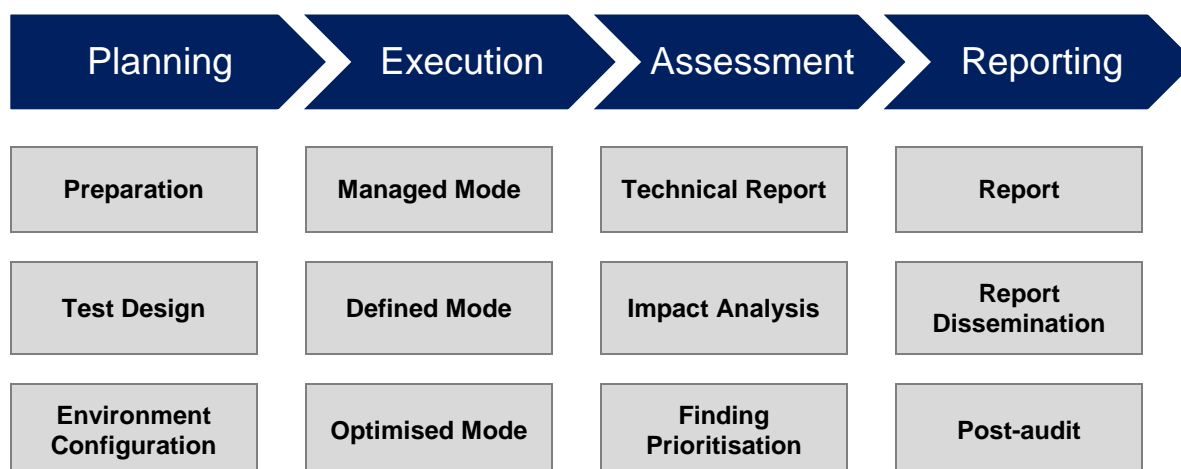 Planning
Execution
Assessment
Reporting
Preparation
Managed Mode
Technical Report
Report
Test Design
Defined Mode
Impact Analysis
Report
Dissemination
Environment
Configuration
Optimised Mode
Finding
Prioritisation
Post-audit